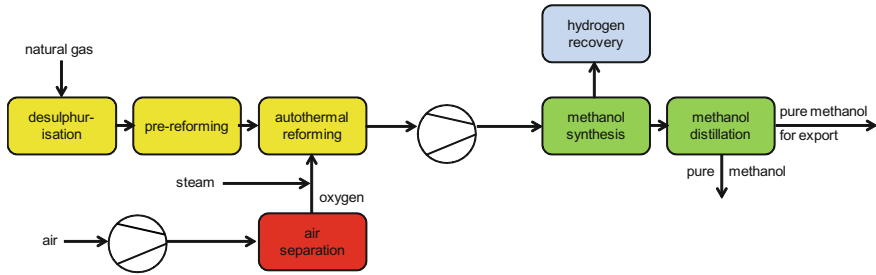 hydrogen
recovery
natural gas
desulphur-
isation
pre-reforming
autothermal
reforming
methanol
synthesis
methanol
distillation
pure methanol
for export
pure methanol
steam
oxygen
air
air
separation